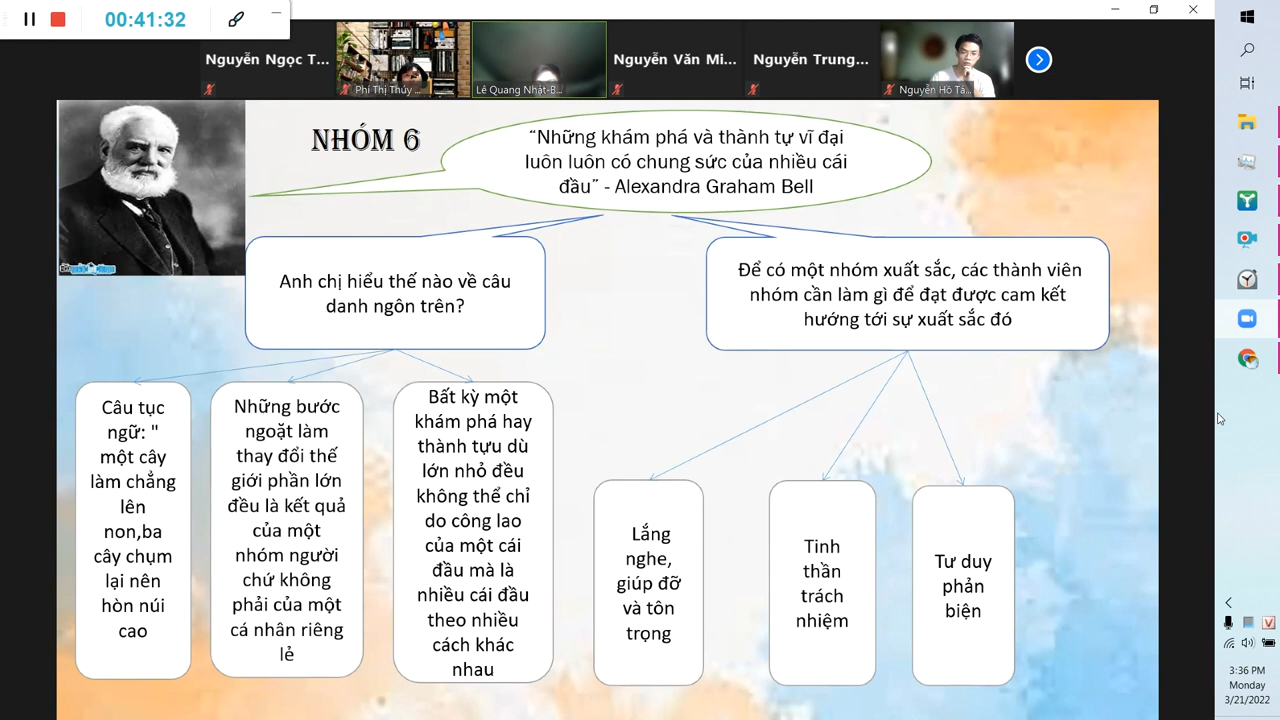 00:41:32
Nguyễn Ngọc T...
Phí Thị Thúy ...
Lê Quang Nhật-B...
Nguyễn Văn Mi...
Nguyễn Trung...
Nguyễn Hồ Tấ...
NHÓM 6
“Những khám phá và thành tự vĩ đại
luôn luôn có chung sức của nhiều cái
đầu” - Alexandra Graham Bell
Anh chị hiểu thế nào về câu
danh ngôn trên?
Để có một nhóm xuất sắc, các thành viên
nhóm cần làm gì để đạt được cam kết
hướng tới sự xuất sắc đó
Câu tục
ngữ: "
một cây
làm chẳng
lên
non,ba
cây chụm
lại nên
hòn núi
cao
Những bước
ngoặt làm
thay đổi thế
giới phần lớn
đều là kết quả
của một
nhóm người
chứ không
phải của một
cá nhân riêng
lẻ
Bất kỳ một
khám phá hay
thành tựu dù
lớn nhỏ đều
không thể chỉ
do công lao
của một cái
đầu mà là
nhiều cái đầu
theo nhiều
cách khác
nhau
Lắng
nghe,
giúp đỡ
và tôn
trọng
Tinh
thần
trách
nhiệm
Tư duy
phản
biện
3:36 PM
Monday
3/21/2022